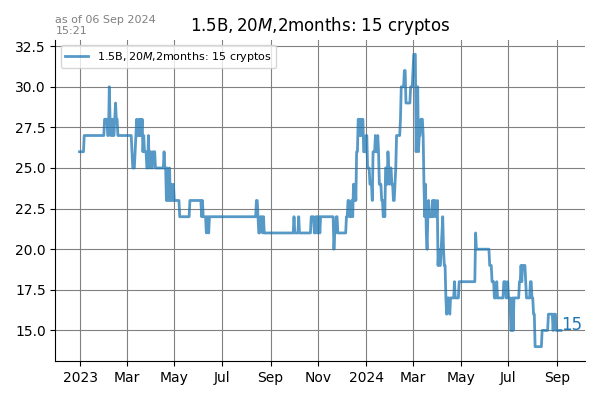 as of 06 Sep 2024
15:21
1.5B, 20M,2months: 15 cryptos
1.5B, 20M,2months: 15 cryptos
32.5
30.0
27.5
25.0
22.5
20.0
17.5
15.0
15
2023 Mar May Jul Sep Nov 2024 Mar May Jul Sep